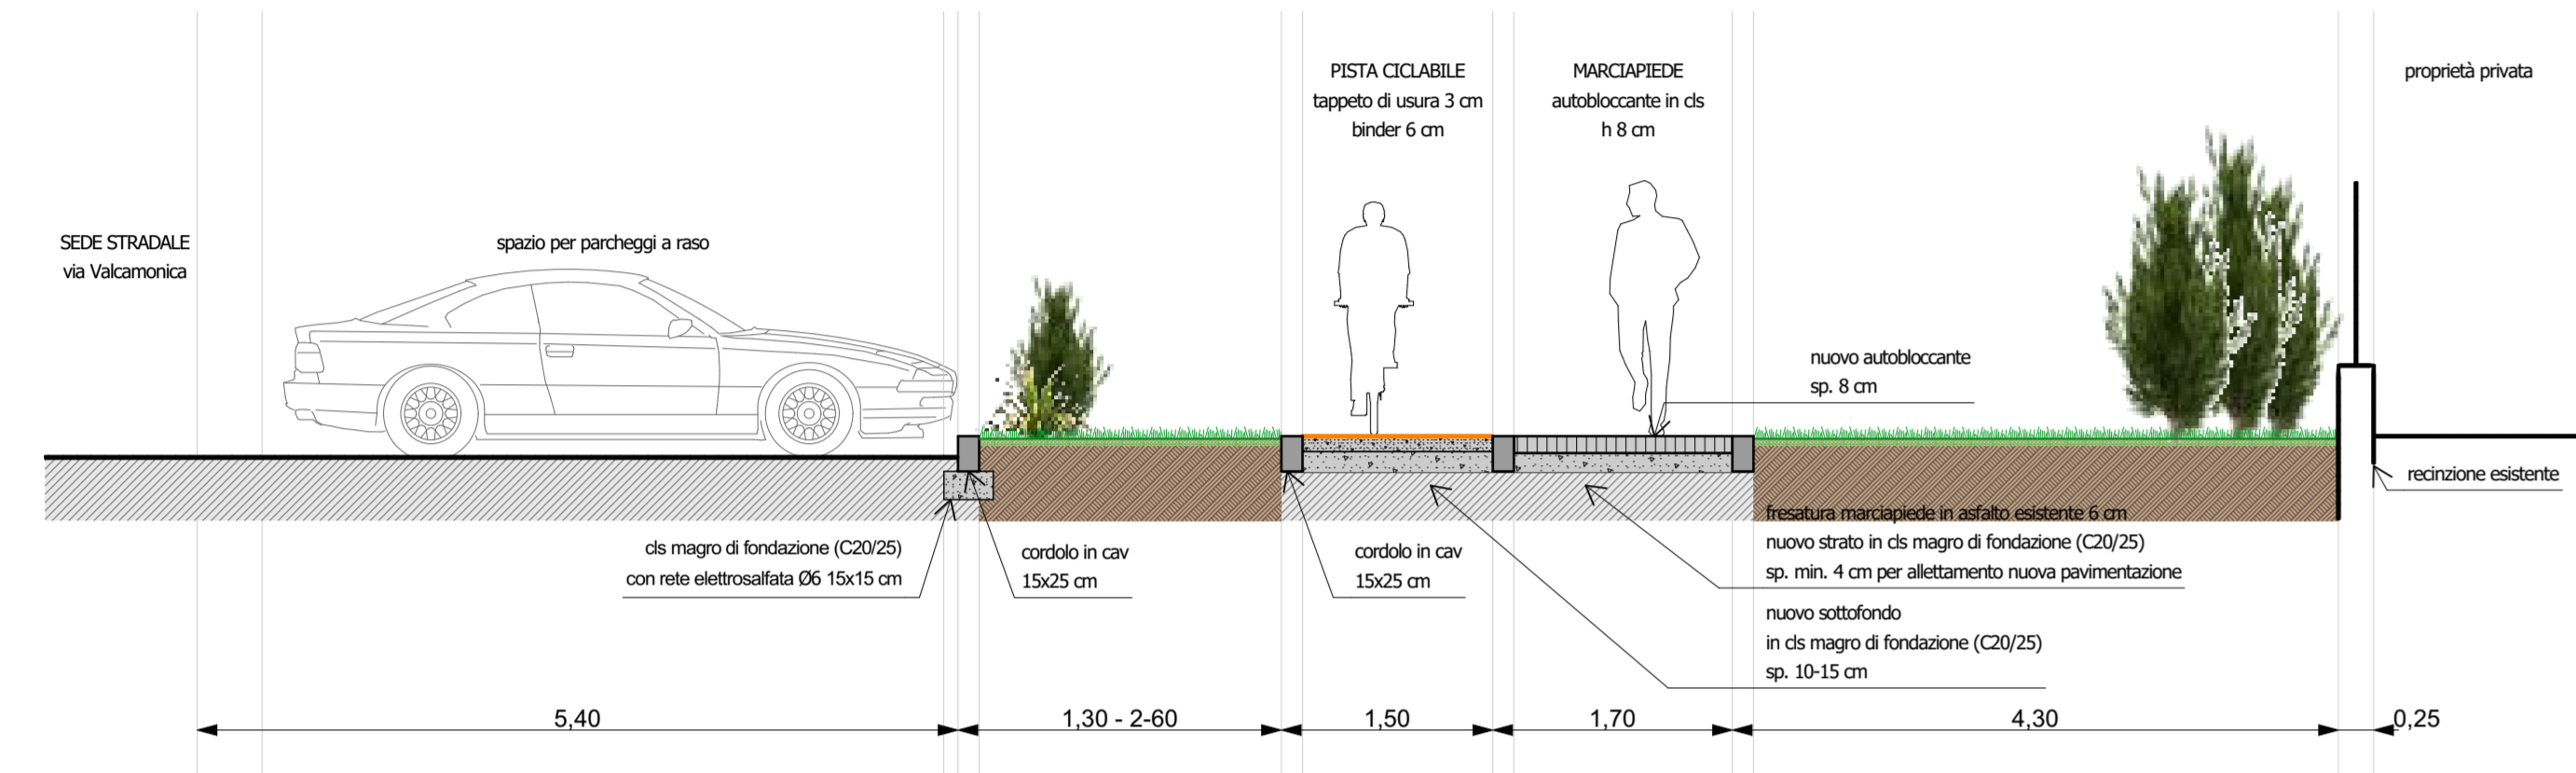 PISTA CICLABILE
tappeto di usura 3 cm
binder 6 cm
MARCIAPIEDE
autobloccante in cls
h 8 cm
proprietà privata
SEDE STRADALE
via Valcamonica
spazio per parcheggi a raso
nuovo autobloccante
sp. 8 cm
recinzione esistente
cls magro di fondazione (C20/25)
con rete elettrosalfata Ø6 15x15 cm
cordolo in cav
15x25 cm
cordolo in cav
15x25 cm
fresatura marciapiede in asfalto esistente 6 cm
nuovo strato in cls magro di fondazione (C20/25)
sp. min. 4 cm per allettamento nuova pavimentazione
nuovo sottofondo
in cls magro di fondazione (C20/25)
sp. 10-15 cm
5,40
1,30 - 2-60
1,50
1,70
4,30
0,25